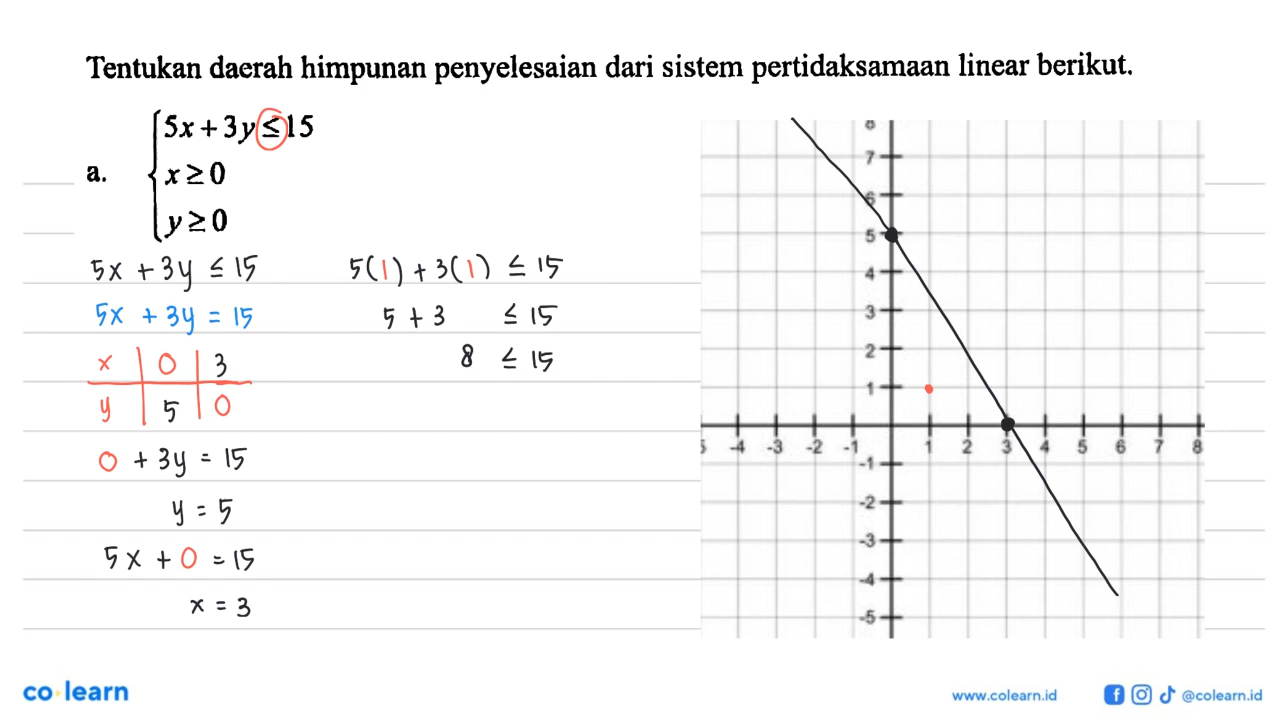 Tentukan daerah himpunan penyelesaian dari sistem pertidaksamaan linear berikut.
a.
5x + 3y ≤ 15
x ≥ 0
y ≥ 0
5x + 3y ≤ 15
5x + 3y = 15
x | 0 | 3
y | 5 | 0
0 + 3y = 15
y = 5
5x + 0 = 15
x = 3
5(1) + 3(1) ≤ 15
5 + 3 ≤ 15
8 ≤ 15
8
7
6
5
4
3
2
1
5 -4 -3 -2 -1 1 2 3 4 5 6 7 8
-1
-2
-3
-4
-5
co learn
www.colearn.id
@colearn.id